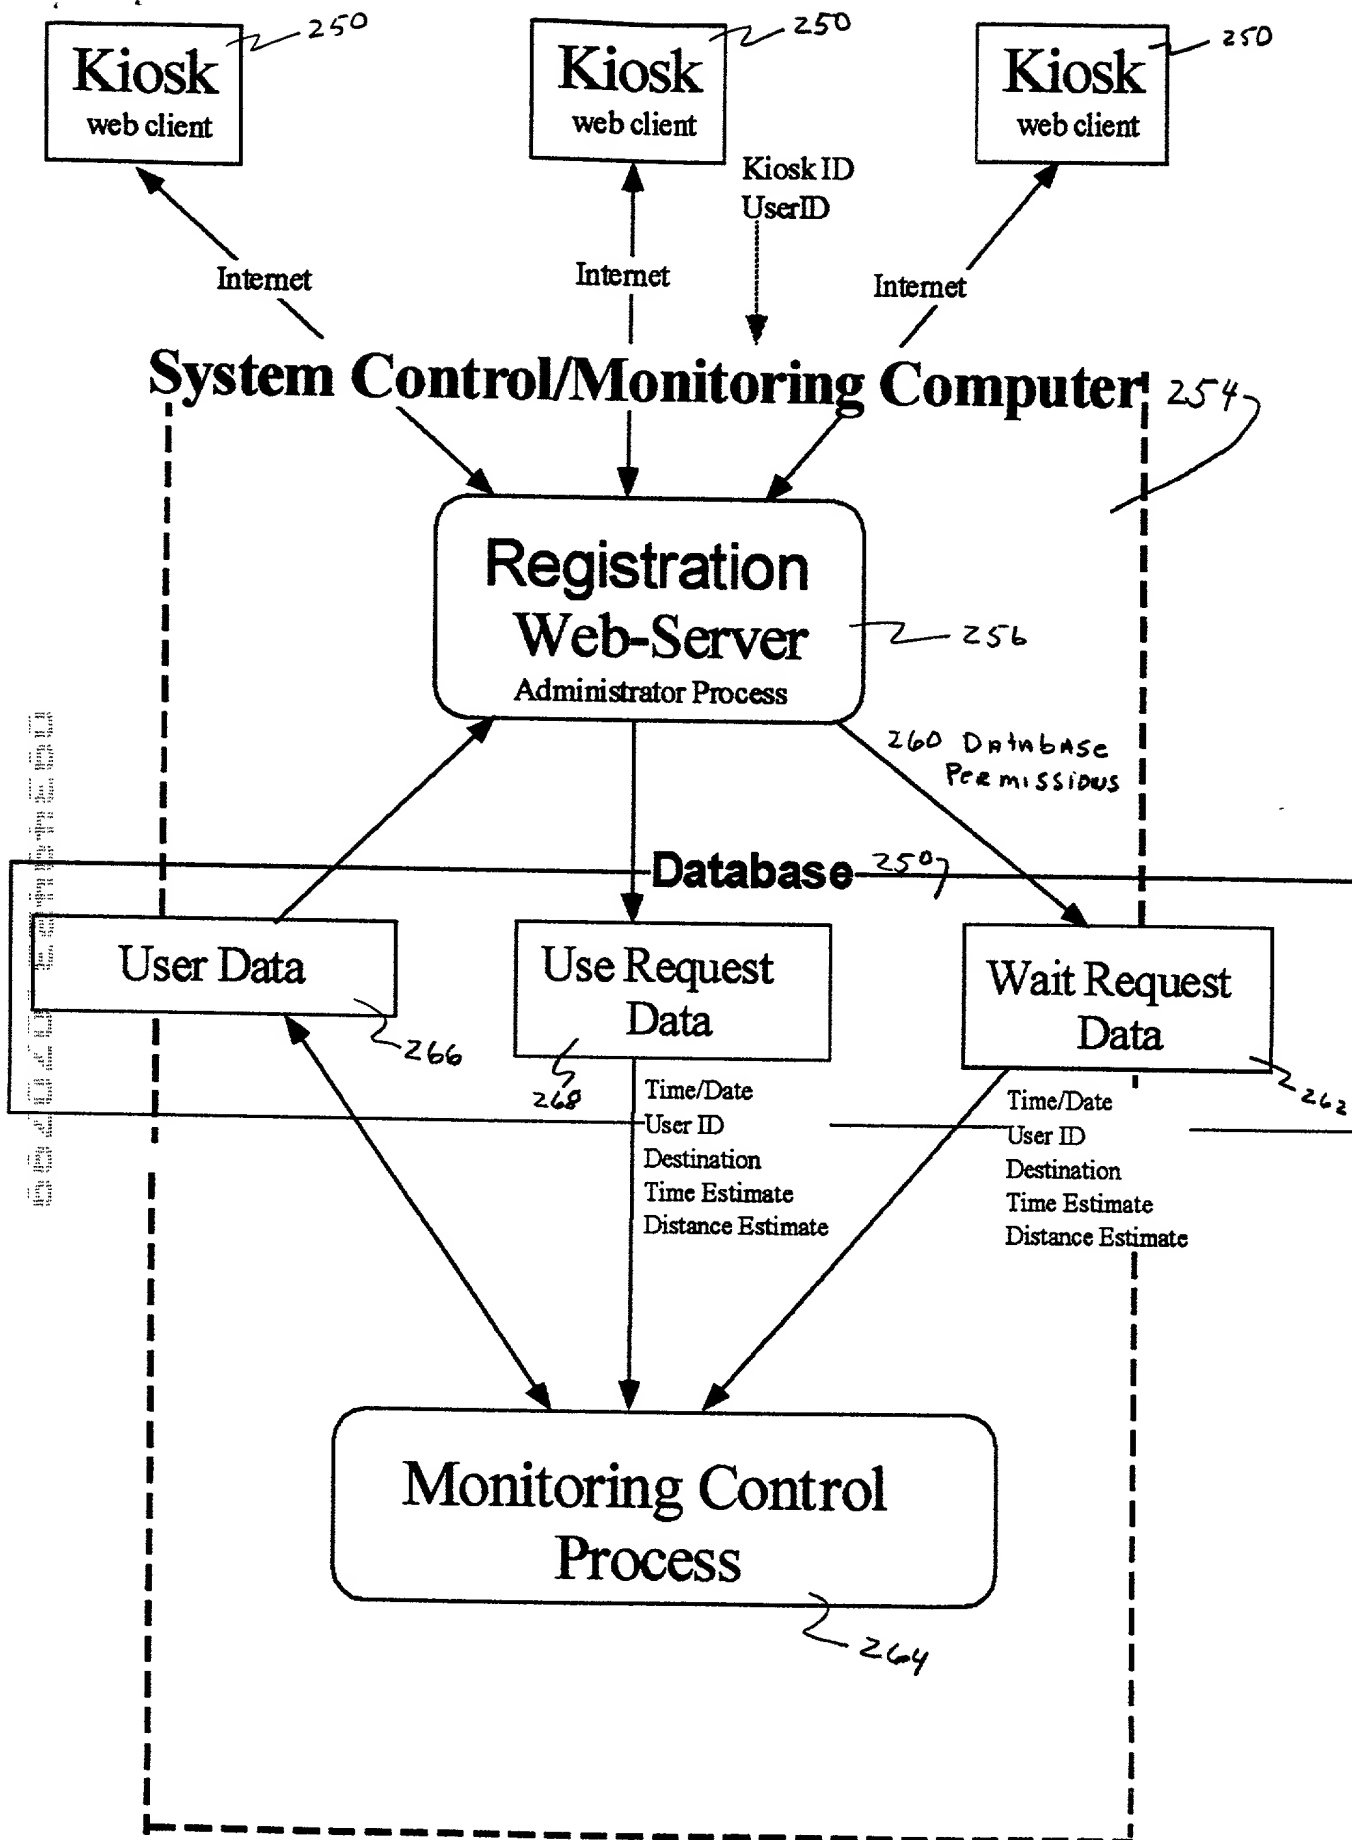 250
250
250
Kiosk
web client
Kiosk
web client
Kiosk
web client
Kiosk ID
UserID
Internet
Internet
Internet
System Control/Monitoring Computer
254
Registration
Web-Server
Administrator Process
256
260 Database
Permissions
Database
250
User Data
266
Use Request
Data
268
Wait Request
Data
262
Time/Date
User ID
Destination
Time Estimate
Distance Estimate
Time/Date
User ID
Destination
Time Estimate
Distance Estimate
Monitoring Control
Process
264